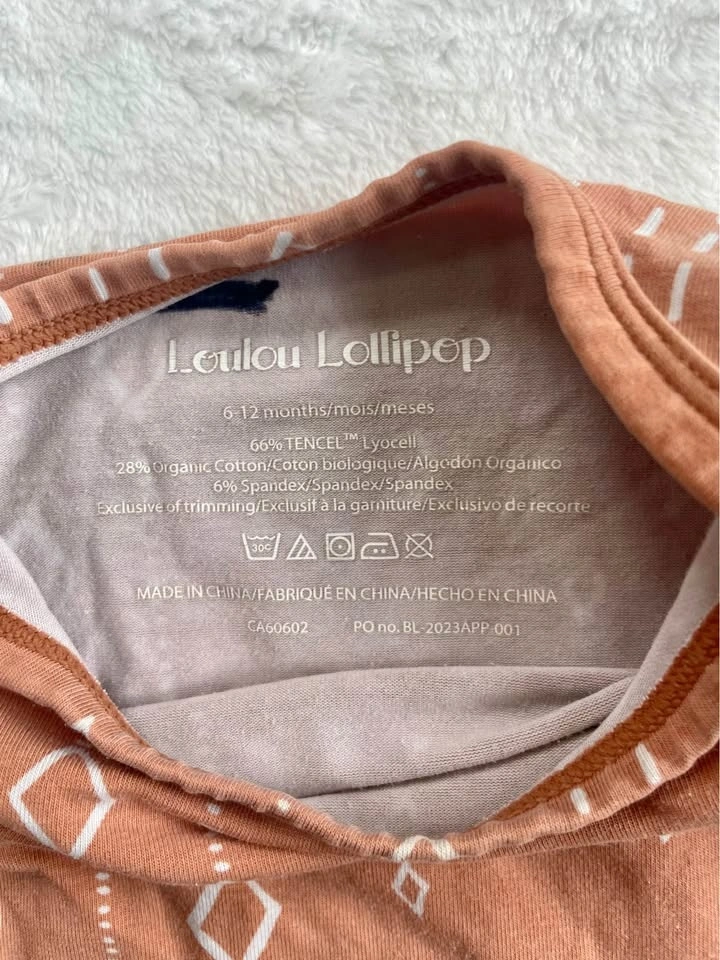 Loulou Lollipop
6-12 months/mois/meses
66% TENCEL™ Lyocell
28% Organic Cotton/Coton biologique/Algodón Orgánico
6% Spandex/Spandex/Spandex
Exclusive of trimming/Exclusif à la garniture/Exclusivo de recorte
30C
MADE IN CHINA/FABRIQUÉ EN CHINA/HECHO EN CHINA
CA60602 PO no. BL-2023APP-001